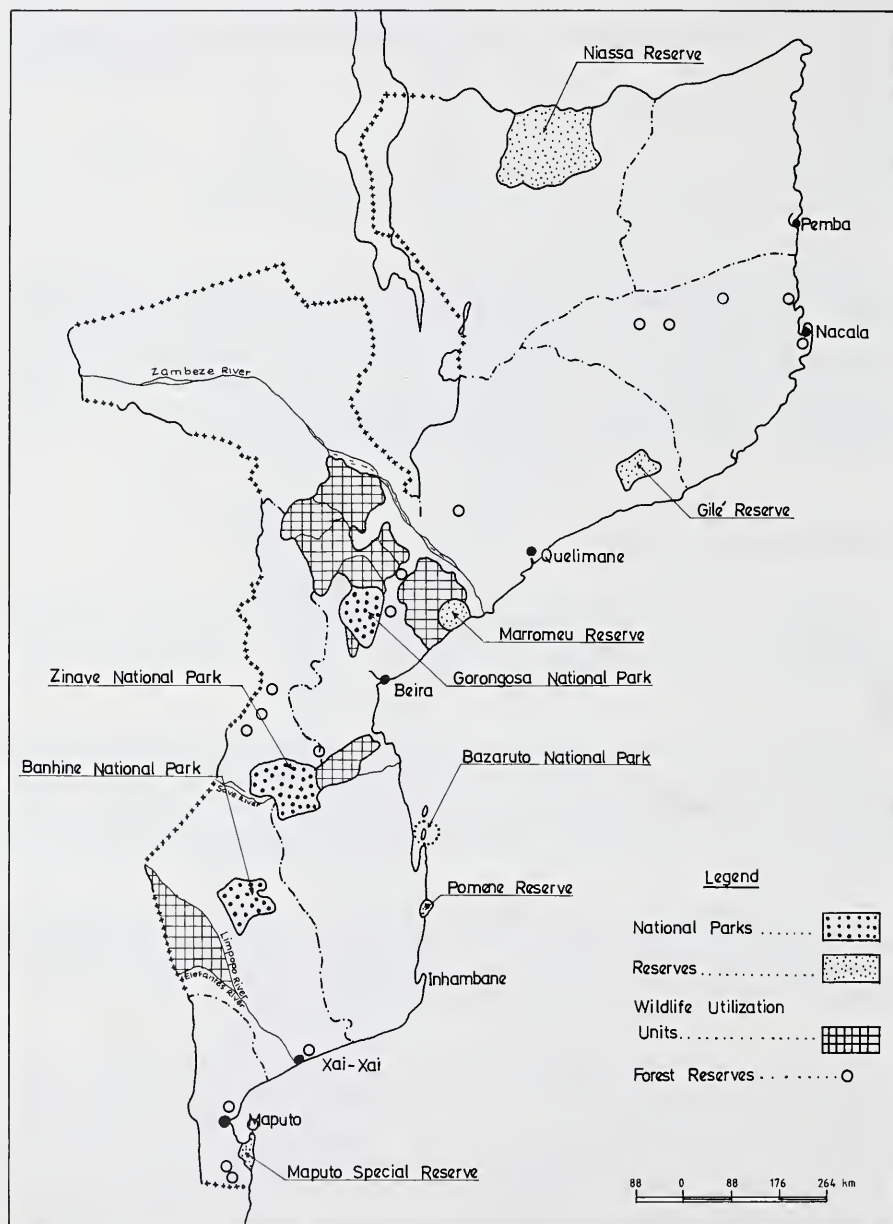 Niassa Reserve
Pemba
Nacala
Zambeze River
Gilé Reserve
Quelimane
Marromeu Reserve
Zinave National Park
Gorongosa National Park
Beira
Banhine National Park
Bazaruto National Park
Save River
Pomene Reserve
Limpopo River
Elefantes River
Inhambane
Xai-Xai
Maputo
Maputo Special Reserve
Legend
National Parks ......
Reserves ..............
Wildlife Utilization
Units.................
Forest Reserves ........
88 0 88 176 264 km